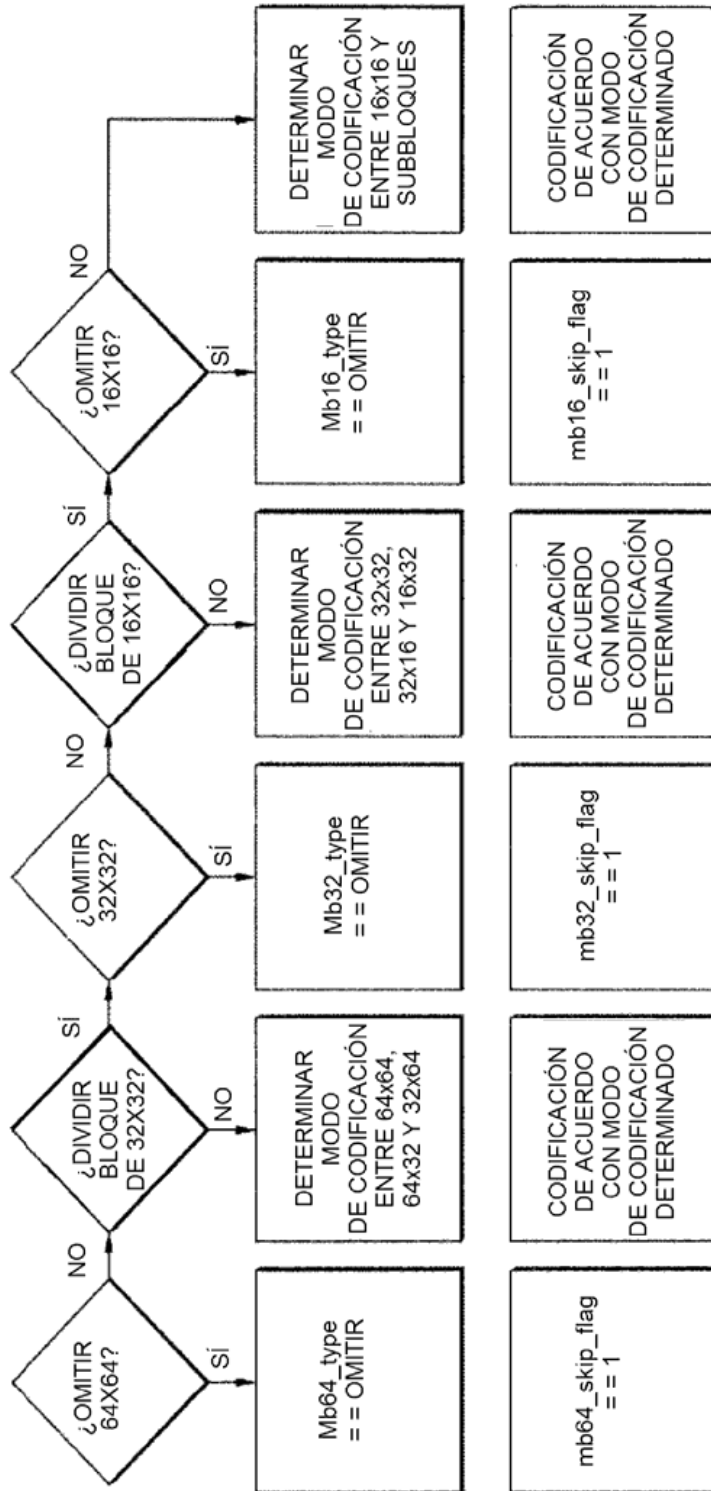 ¿OMITIR
64X64?
NO
SÍ
Mb64_type
= = OMITIR
mb64_skip_flag
= = 1
¿DIVIDIR
BLOQUE
DE 32X32?
SÍ
NO
DETERMINAR
MODO
DE CODIFICACIÓN
ENTRE 64x64,
64x32 Y 32x64
CODIFICACIÓN
DE ACUERDO
CON MODO
DE CODIFICACIÓN
DETERMINADO
¿OMITIR
32X32?
NO
SÍ
Mb32_type
= = OMITIR
mb32_skip_flag
= = 1
¿DIVIDIR
BLOQUE
DE 16X16?
SÍ
NO
DETERMINAR
MODO
DE CODIFICACIÓN
ENTRE 32x32,
32x16 Y 16x32
CODIFICACIÓN
DE ACUERDO
CON MODO
DE CODIFICACIÓN
DETERMINADO
¿OMITIR
16X16?
NO
SÍ
Mb16_type
= = OMITIR
mb16_skip_flag
= = 1
DETERMINAR
MODO
DE CODIFICACIÓN
ENTRE 16x16 Y
SUBBLOQUES
CODIFICACIÓN
DE ACUERDO
CON MODO
DE CODIFICACIÓN
DETERMINADO